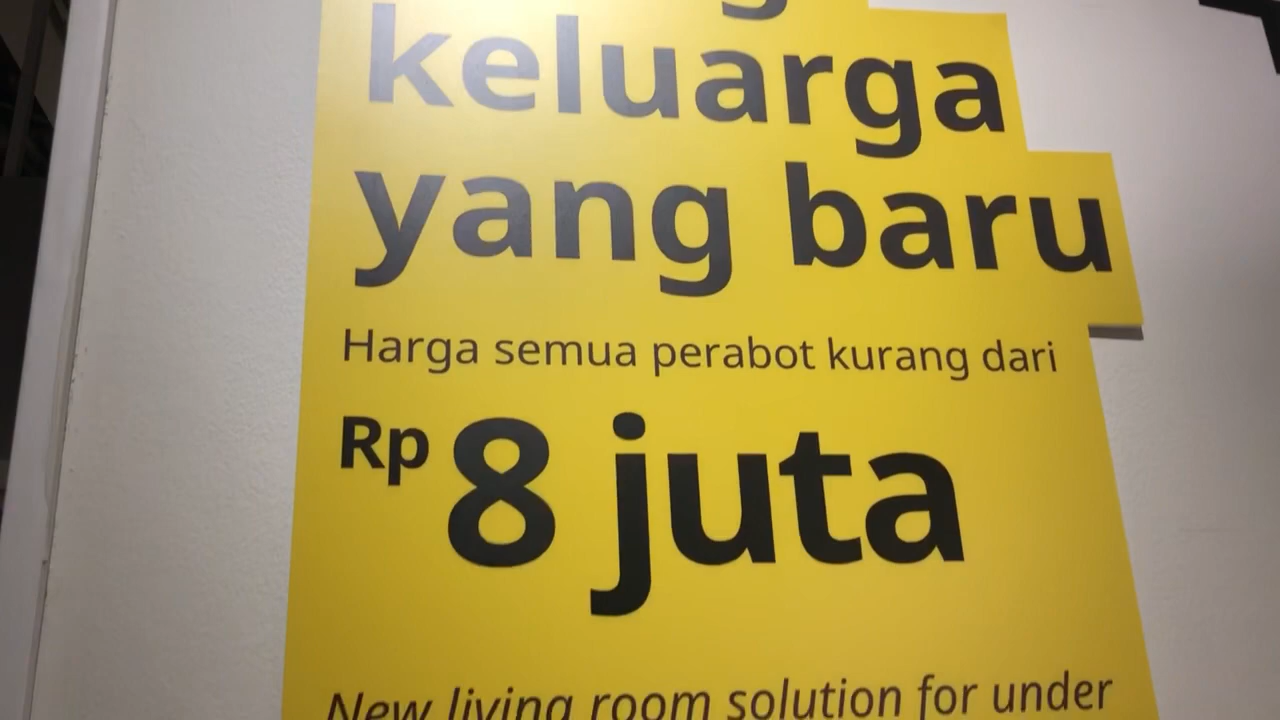 keluarga
yang baru
Harga semua perabot kurang dari
Rp 8 juta
New living room solution for under